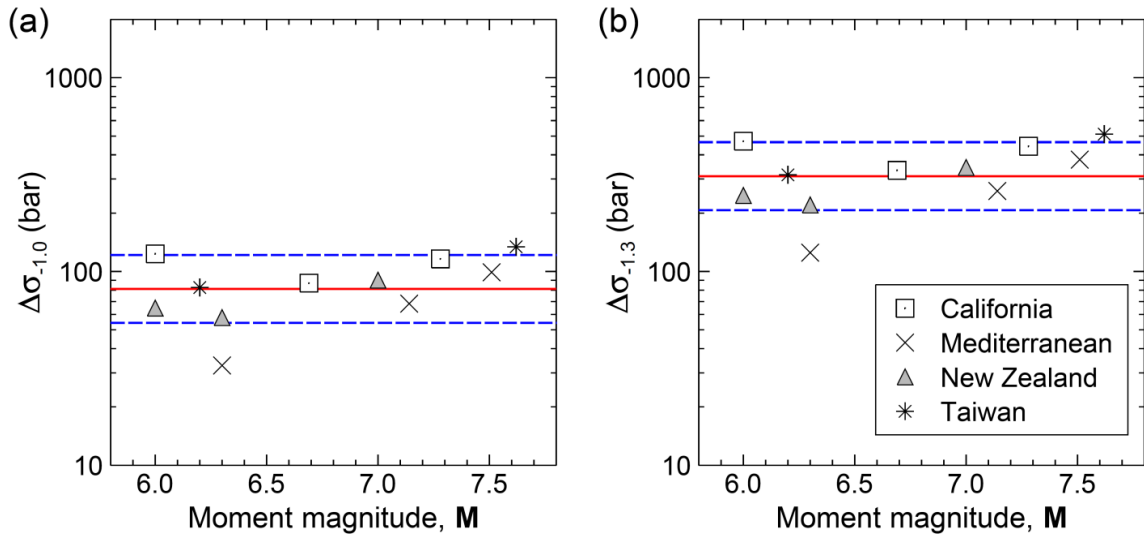 (a)
1000
100
10
Δσ-1.0 (bar)
6.0 6.5 7.0 7.5
Moment magnitude, M
(b)
1000
100
10
Δσ-1.3 (bar)
California
Mediterranean
New Zealand
Taiwan
6.0 6.5 7.0 7.5
Moment magnitude, M